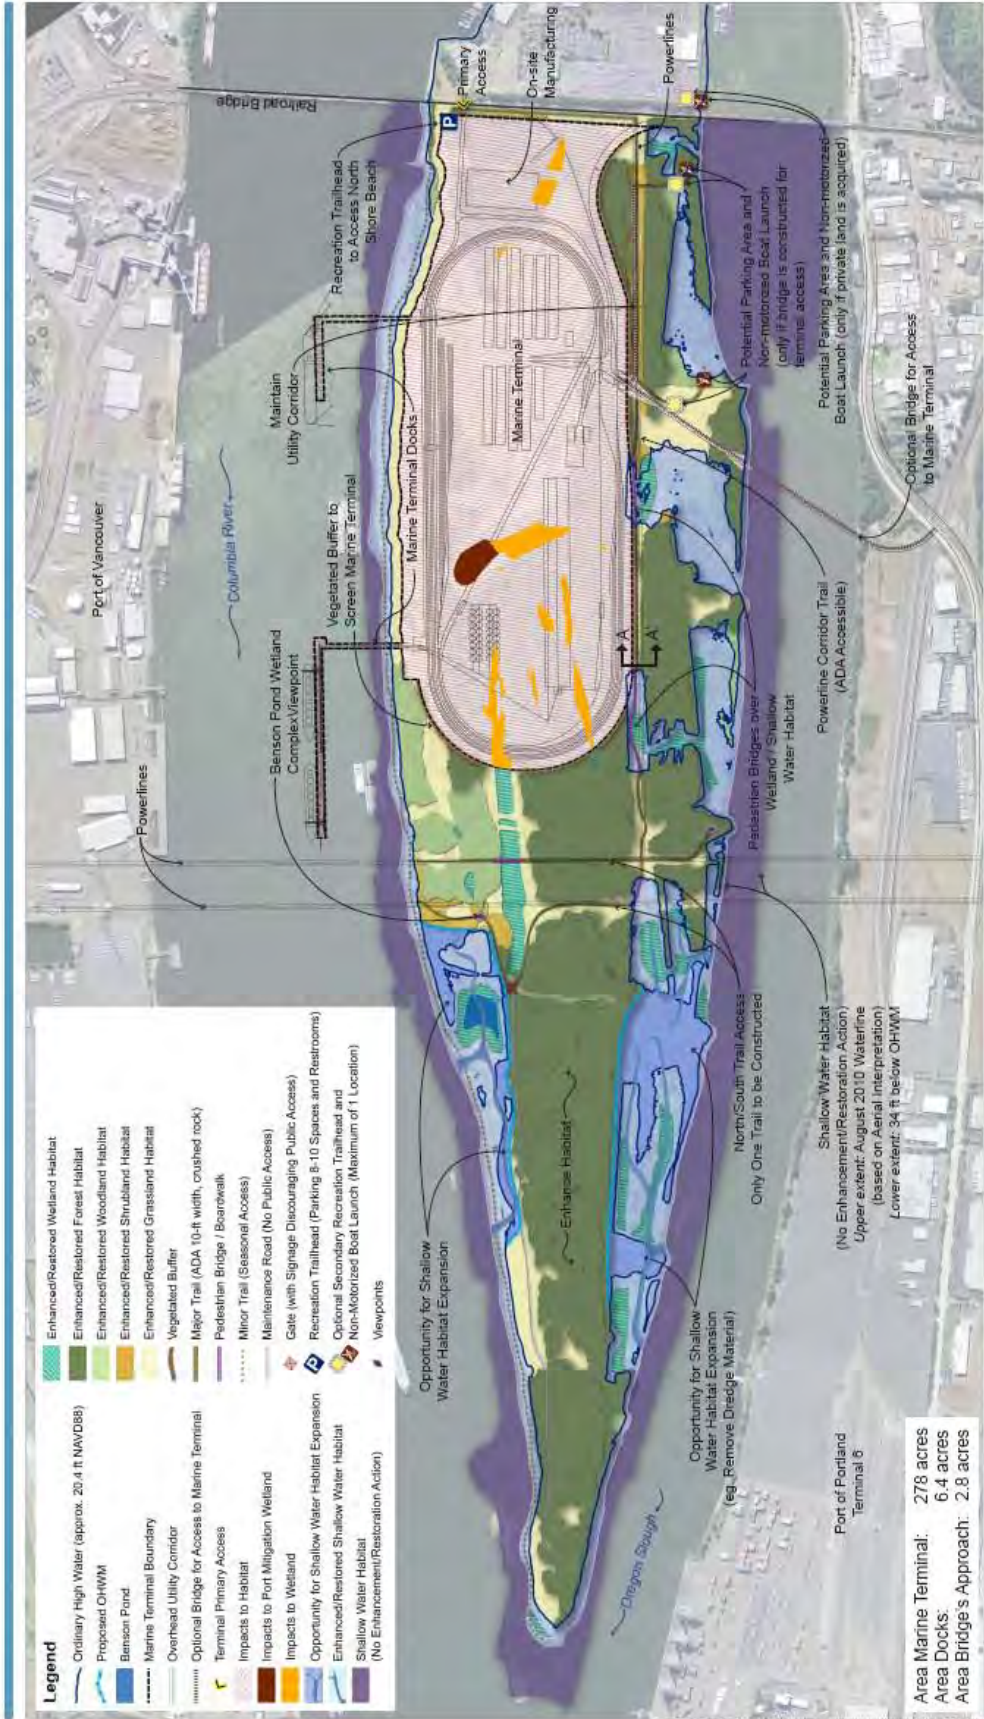 Legend
Ordinary High Water (approx. 20.4 ft NAVD88)
Proposed OHWM
Benson Pond
Marine Terminal Boundary
Overhead Utility Corridor
Optional Bridge for Access to Marine Terminal
Terminal Primary Access
Impacts to Habitat
Impacts to Port Mitigation Wetland
Impacts to Wetland
Opportunity for Shallow Water Habitat Expansion
Enhanced/Restored Shallow Water Habitat
Shallow Water Habitat
(No Enhancement/Restoration Action)
Enhanced/Restored Wetland Habitat
Enhanced/Restored Forest Habitat
Enhanced/Restored Woodland Habitat
Enhanced/Restored Shrubland Habitat
Enhanced/Restored Grassland Habitat
Vegetated Buffer
Major Trail (ADA 10-ft width, crushed rock)
Pedestrian Bridge / Boardwalk
Minor Trail (Seasonal Access)
Maintenance Road (No Public Access)
Gate (with Signage Discouraging Public Access)
Recreation Trailhead (Parking 8-10 Spaces and Restrooms)
Optional Secondary Recreation Trailhead and
Non-Motorized Boat Launch (Maximum of 1 Location)
Viewpoints
Port of Vancouver
Columbia River
Powerlines
Benson Pond Wetland
Complex Viewpoint
Vegetated Buffer to
Screen Marine Terminal
Marine Terminal Docks
Maintain
Utility Corridor
Recreation Trailhead
to Access North
Shore Beach
Railroad Bridge
P
Primary
Access
On-site
Manufacturing
Powerlines
Marine Terminal
A
A'
Opportunity for Shallow
Water Habitat Expansion
Enhance Habitat
Opportunity for Shallow
Water Habitat Expansion
(eg. Remove Dredge Material)
North/South Trail Access
Only One Trail to be Constructed
Shallow Water Habitat
(No Enhancement/Restoration Action)
Upper extent: August 2010 Waterline
(based on Aerial Interpretation)
Lower extent: 34 ft below OHWM
Pedestrian Bridges over
Wetland / Shallow
Water Habitat
Powerline Corridor Trail
(ADA Accessible)
Potential Parking Area and
Non-motorized Boat Launch
(only if bridge is constructed for
terminal access)
Potential Parking Area and Non-motorized
Boat Launch (only if private land is acquired)
Optional Bridge for Access
to Marine Terminal
Oregon Slough
Port of Portland
Terminal 6
Area Marine Terminal: 278 acres
Area Docks: 6.4 acres
Area Bridge's Approach: 2.8 acres